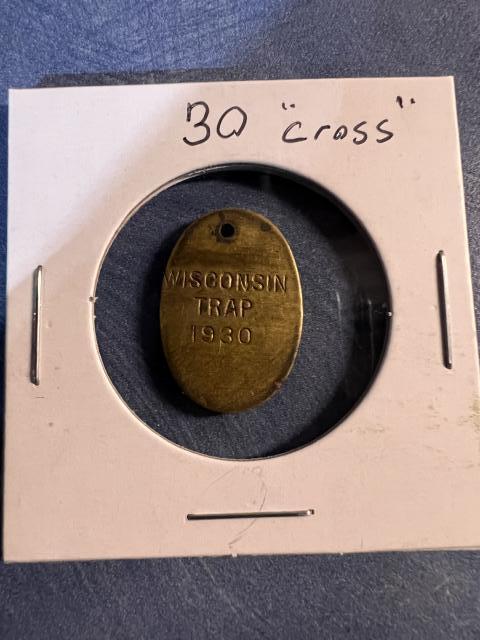 30 "cross"
WISCONSIN
TRAP
1930